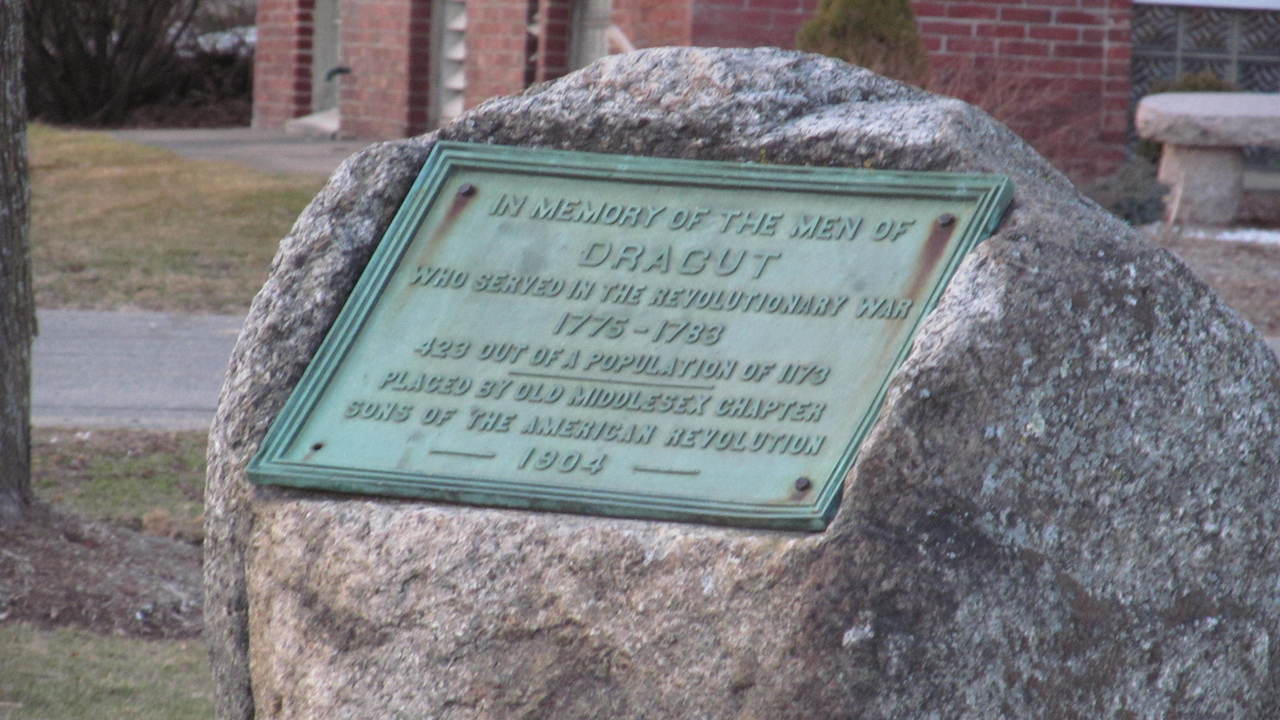 IN MEMORY OF THE MEN OF
DRACUT
WHO SERVED IN THE REVOLUTIONARY WAR
1775-1783
423 OUT OF A POPULATION OF 1173
PLACED BY OLD MIDDLESEX CHAPTER
SONS OF THE AMERICAN REVOLUTION
1904